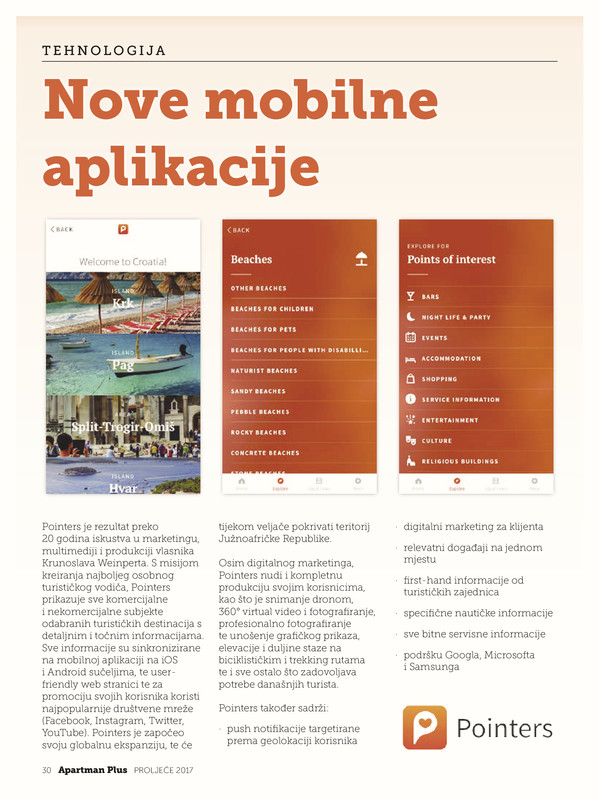 TEHNOLOGIJA
Nove mobilne
aplikacije
BACK
Welcome to Croatia!
ISLAND
Krk
ISLAND
Pag
AREA
Split-Trogir-Omiš
ISLAND
Hvar
BACK
Beaches
OTHER BEACHES
BEACHES FOR CHILDREN
BEACHES FOR PETS
BEACHES FOR PEOPLE WITH DISABILLI...
NATURIST BEACHES
SANDY BEACHES
PEBBLE BEACHES
ROCKY BEACHES
CONCRETE BEACHES
STONE BEACHES
Explore
EXPLORE FOR
Points of interest
BARS
NIGHT LIFE & PARTY
EVENTS
ACCOMMODATION
SHOPPING
SERVICE INFORMATION
ENTERTAINMENT
CULTURE
RELIGIOUS BUILDINGS
Explore
Pointers je rezultat preko
20 godina iskustva u marketingu,
multimediji i produkciji vlasnika
Krunoslava Weinperta. S misijom
kreiranja najboljeg osobnog
turističkog vodiča, Pointers
prikazuje sve komercijalne
i nekomercijalne subjekte
odabranih turističkih destinacija s
detaljnim i točnim informacijama.
Sve informacije su sinkronizirane
na mobilnoj aplikaciji na iOS
i Android sučeljima, te user-
friendly web stranici te za
promociju svojih korisnika koristi
najpopularnije društvene mreže
(Facebook, Instagram, Twitter,
YouTube). Pointers je započeo
svoju globalnu ekspanziju, te će
tijekom veljače pokrivati teritorij
Južnoafričke Republike.
Osim digitalnog marketinga,
Pointers nudi i kompletnu
produkciju svojim korisnicima,
kao što je snimanje dronom,
360° virtual video i fotografiranje,
profesionalno fotografiranje
te unošenje grafičkog prikaza,
elevacije i duljine staze na
biciklističkim i trekking rutama
te i sve ostalo što zadovoljava
potrebe današnjih turista.
Pointers također sadrži:
· push notifikacije targetirane
prema geolokaciji korisnika
· digitalni marketing za klijenta
· relevatni događaji na jednom
mjestu
· first-hand informacije od
turističkih zajednica
· specifične nautičke informacije
· sve bitne servisne informacije
· podršku Googla, Microsofta
i Samsunga
Pointers
30 Apartman Plus PROLJEĆE 2017